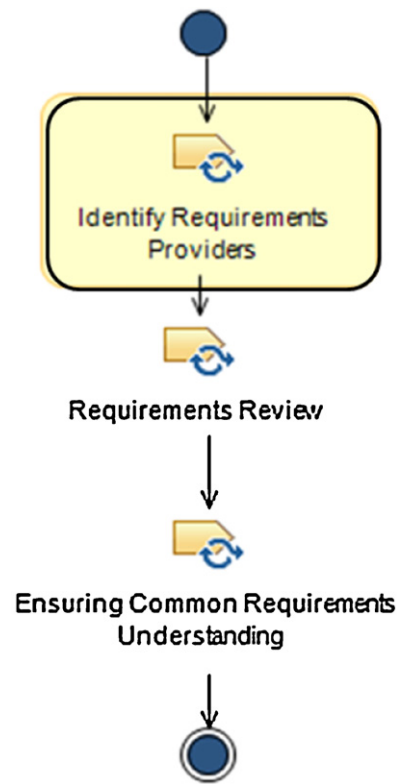 Identify Requirements
Providers
Requirements Review
Ensuring Common Requirements
Understanding